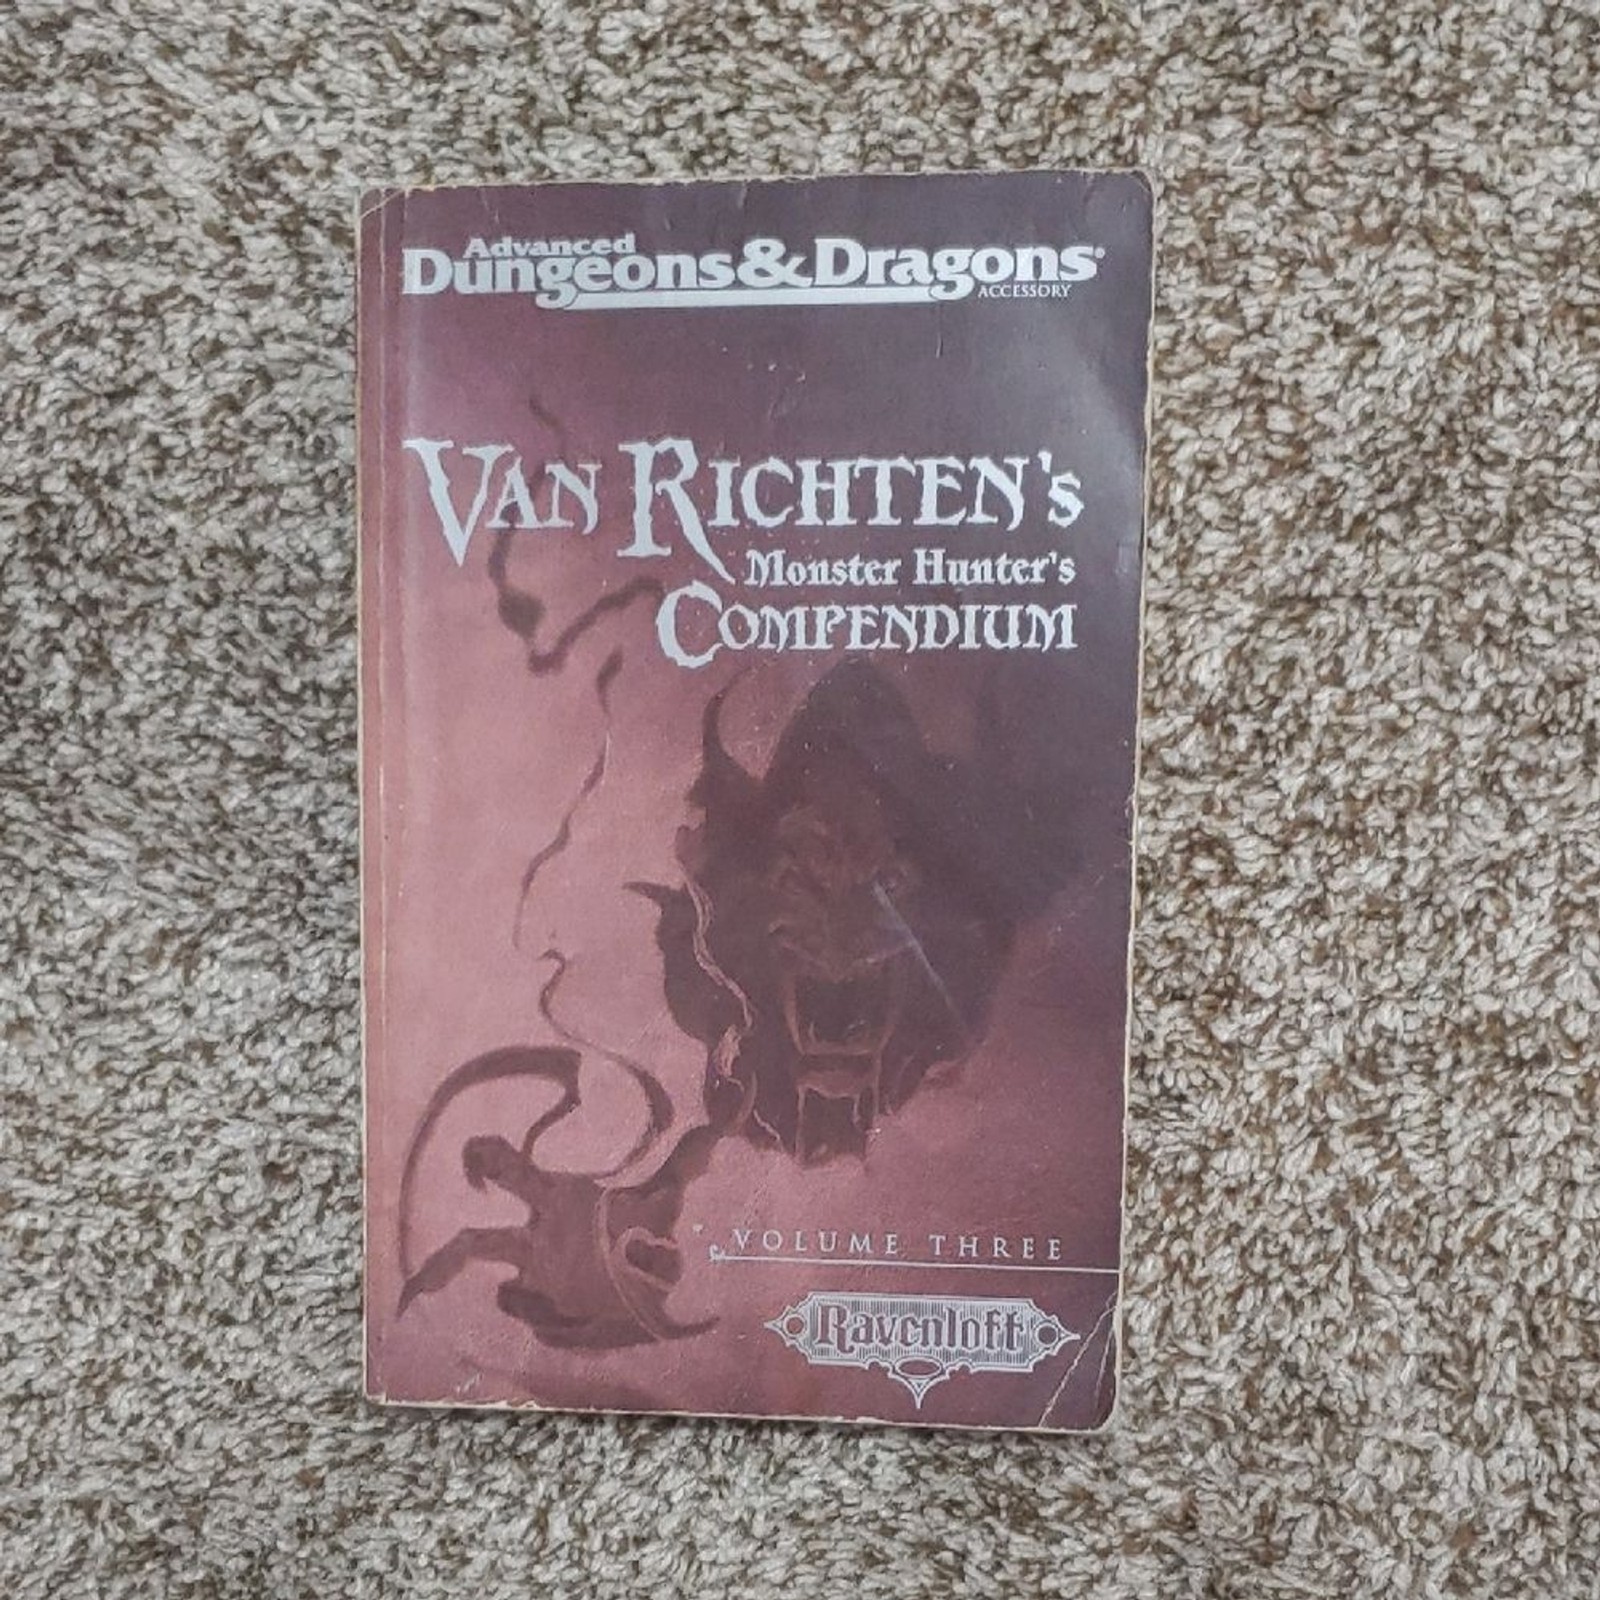 Advanced
Dungeons & Dragons®
ACCESSORY
VAN RICHTEN's
Monster Hunter's
COMPENDIUM
VOLUME THREE
Ravenloft